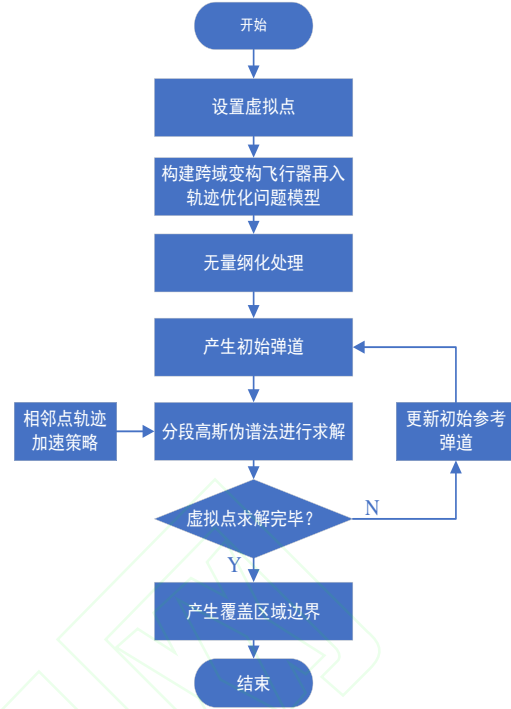 开始
设置虚拟点
构建跨域变构飞行器再入
轨迹优化问题模型
无量纲化处理
产生初始弹道
相邻点轨迹
加速策略
分段高斯伪谱法进行求解
更新初始参考
弹道
虚拟点求解完毕？
N
Y
产生覆盖区域边界
结束